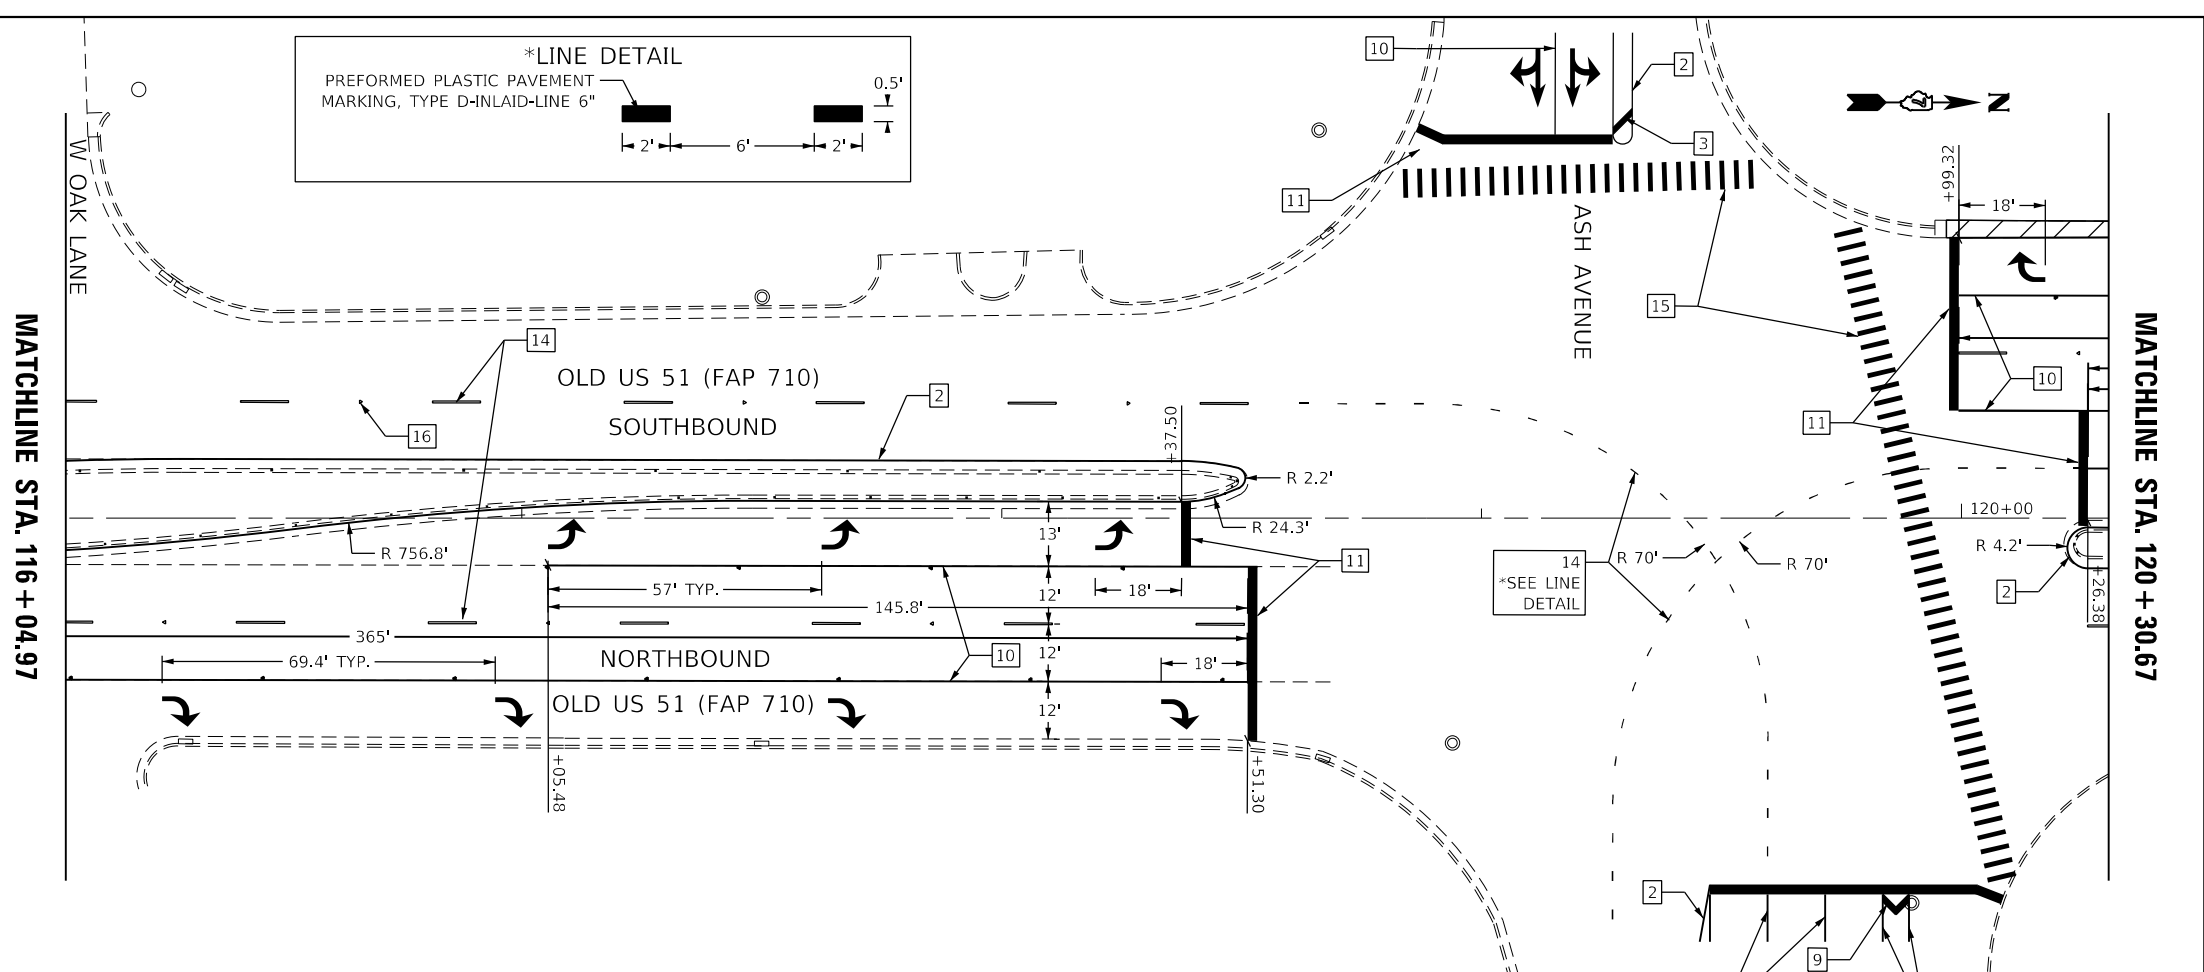 *LINE DETAIL
PREFORMED PLASTIC PAVEMENT
MARKING, TYPE D-INLAID-LINE 6"
0.5'
2'
6'
2'
10
2
3
N
11
15
ASH AVENUE
+99.32
18'
W OAK LANE
MATCHLINE STA. 116+04.97
14
OLD US 51 (FAP 710)
2
16
SOUTHBOUND
+37.50
R 2.2'
R 24.3'
R 756.8'
13'
11
57' TYP.
18'
12'
145.8'
365'
12'
69.4' TYP.
NORTHBOUND
10
18'
OLD US 51 (FAP 710)
12'
+05.48
+51.30
14
*SEE LINE
DETAIL
R 70'
R 70'
10
11
120+00
R 4.2'
2
+26.38
MATCHLINE STA. 120+30.67
2
9